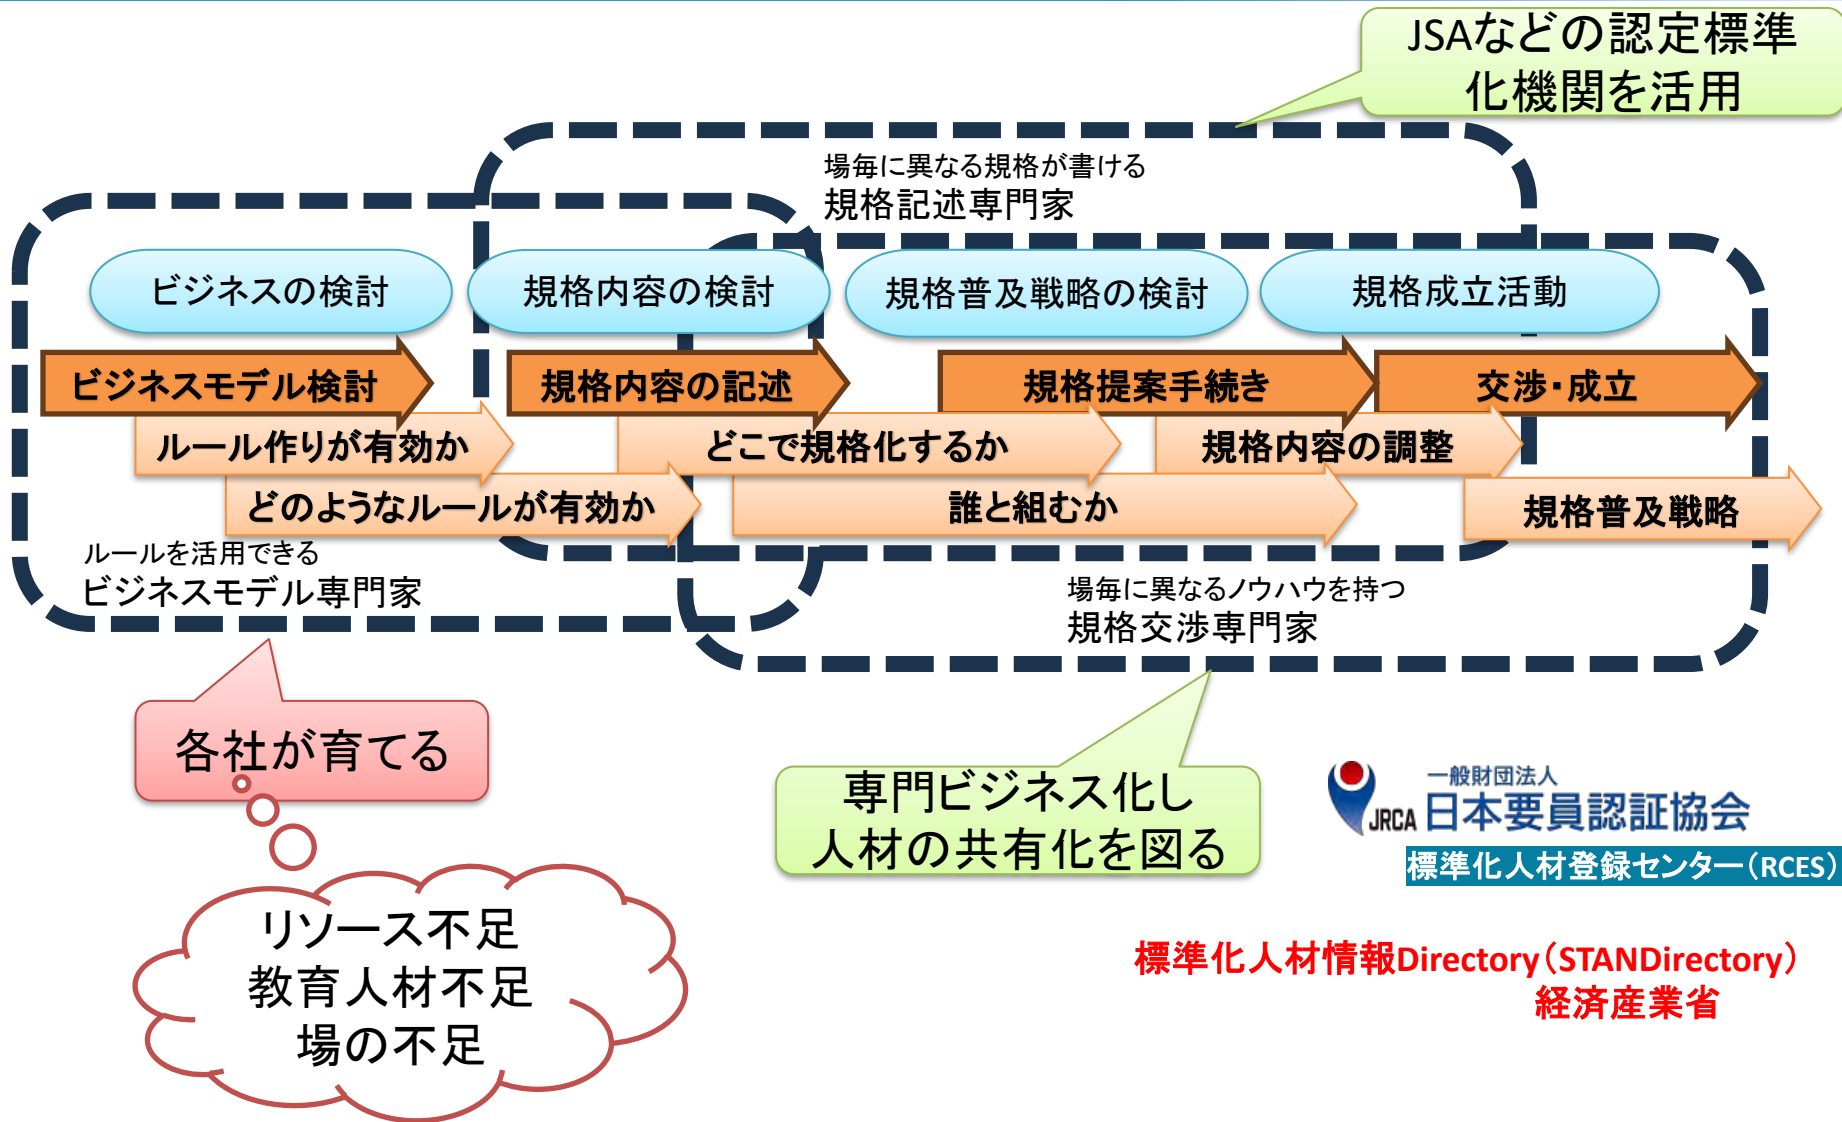 JSAなどの認定標準
化機関を活用
場毎に異なる規格が書ける
規格記述専門家
ビジネスの検討
規格内容の検討
規格普及戦略の検討
規格成立活動
ビジネスモデル検討
規格内容の記述
規格提案手続き
交渉・成立
ルール作りが有効か
どこで規格化するか
規格内容の調整
どのようなルールが有効か
誰と組むか
規格普及戦略
ルールを活用できる
ビジネスモデル専門家
場毎に異なるノウハウを持つ
規格交渉専門家
各社が育てる
専門ビジネス化し
人材の共有化を図る
一般財団法人
JRCA 日本要員認証協会
標準化人材登録センター（RCES）
リソース不足
教育人材不足
場の不足
標準化人材情報Directory（STANDirectory）
経済産業省